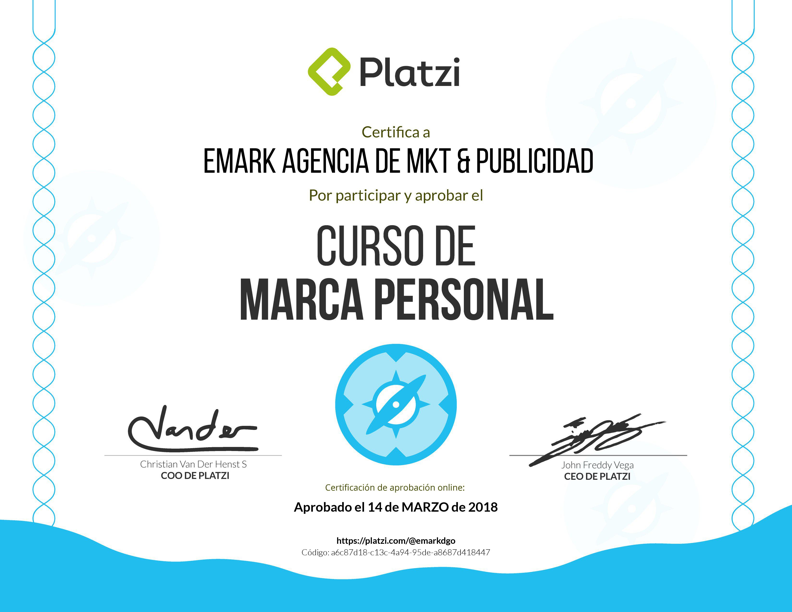 Platzi
Certifica a
EMARK AGENCIA DE MKT & PUBLICIDAD
Por participar y aprobar el
CURSO DE
MARCA PERSONAL
Vander
Christian Van Der Henst S
COO DE PLATZI
John Freddy Vega
CEO DE PLATZI
Certificación de aprobación online:
Aprobado el 14 de MARZO de 2018
https://platzi.com/@emarkdgo
Código: a6c87d18-c13c-4a94-95de-a8687d418447